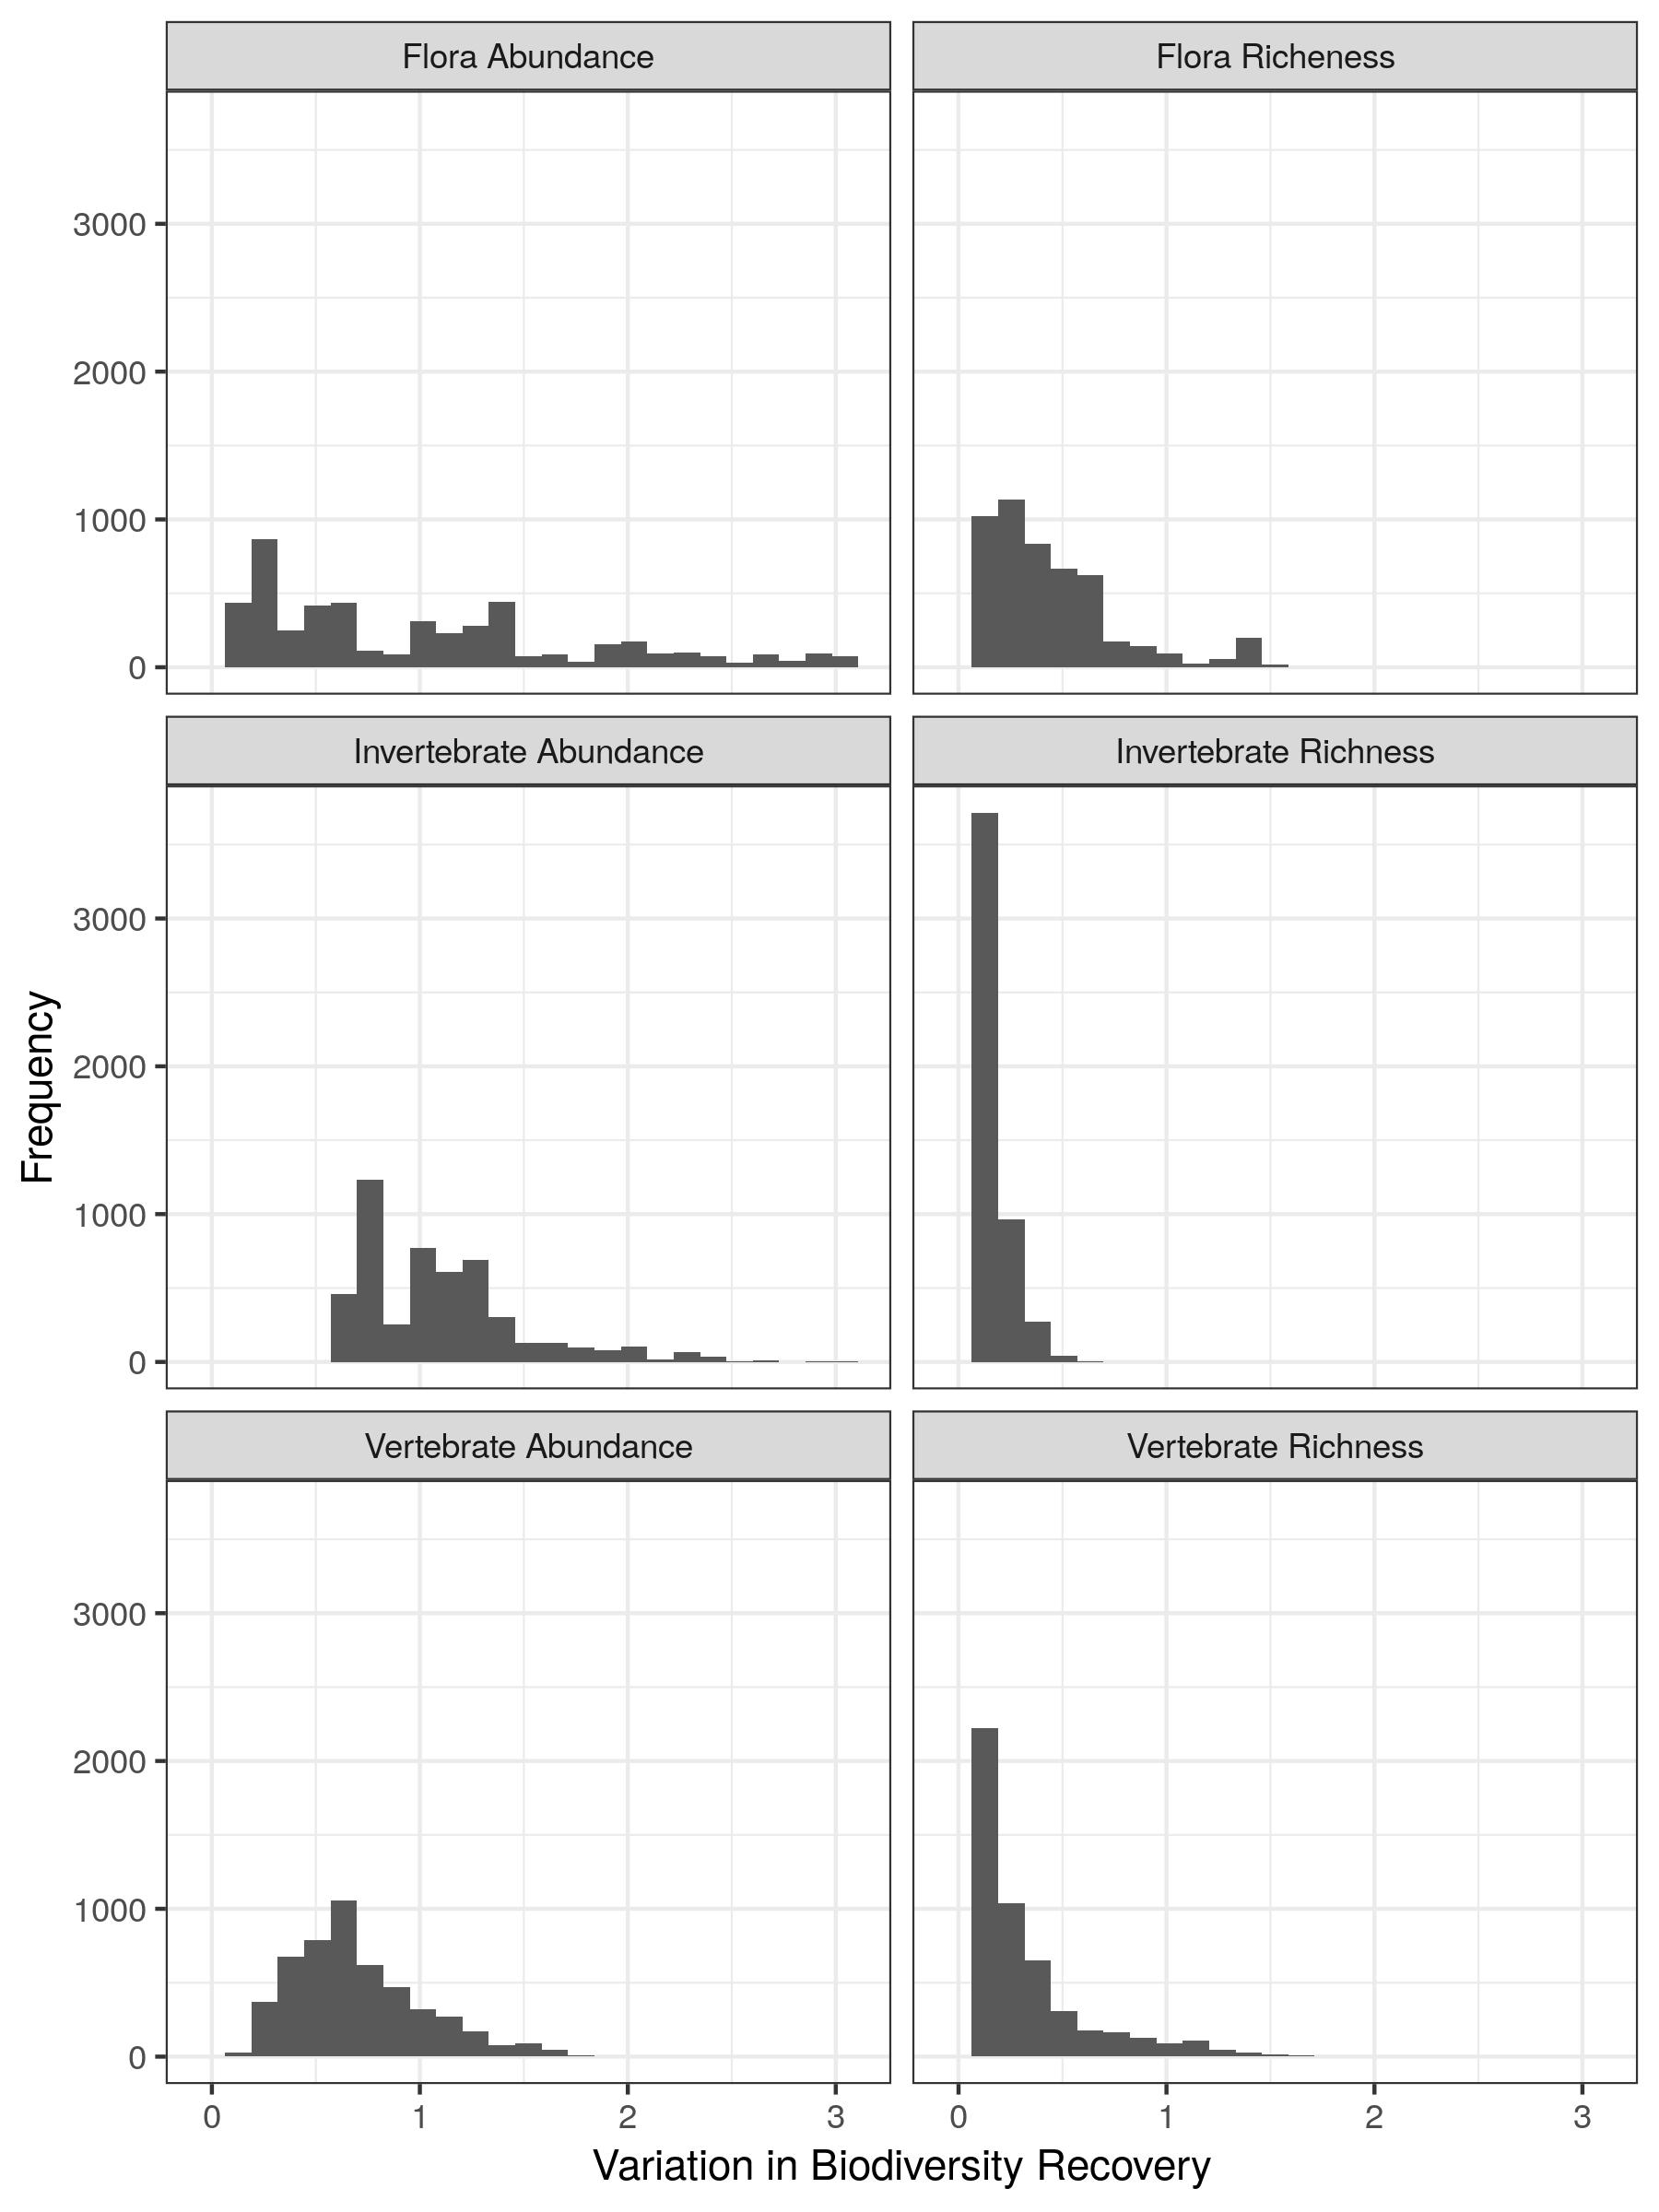 Flora Abundance
Flora Richeness
3000
2000
1000
0
Invertebrate Abundance
Invertebrate Richness
3000
2000
1000
0
Frequency
Vertebrate Abundance
Vertebrate Richness
3000
2000
1000
0
0 1 2 3
0 1 2 3
Variation in Biodiversity Recovery